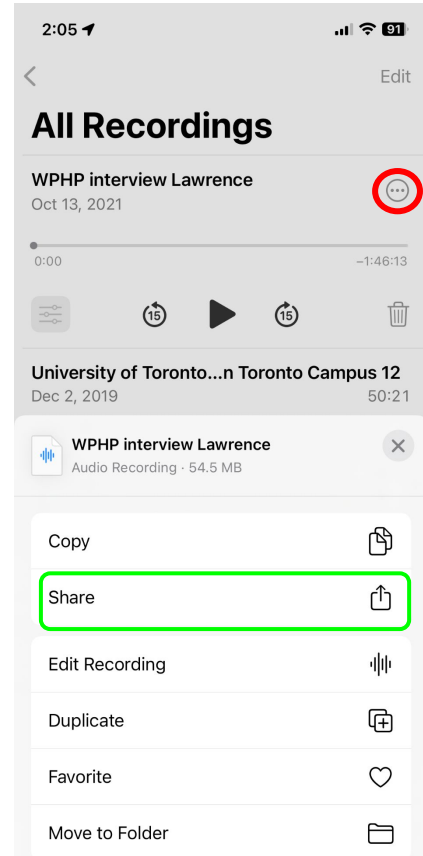 2:05 91
Edit
All Recordings
WPHP interview Lawrence
Oct 13, 2021
0:00 −1:46:13
15 15
University of Toronto...n Toronto Campus 12
Dec 2, 2019 50:21
WPHP interview Lawrence
Audio Recording · 54.5 MB
Copy
Share
Edit Recording
Duplicate
Favorite
Move to Folder